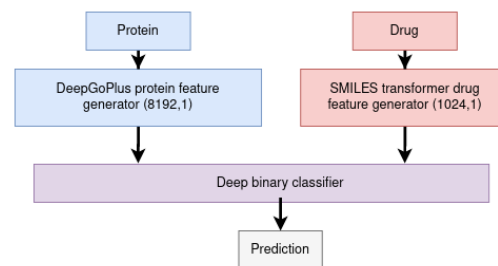 Protein
Drug
DeepGoPlus protein feature
generator (8192,1)
SMILES transformer drug
feature generator (1024,1)
Deep binary classifier
Prediction